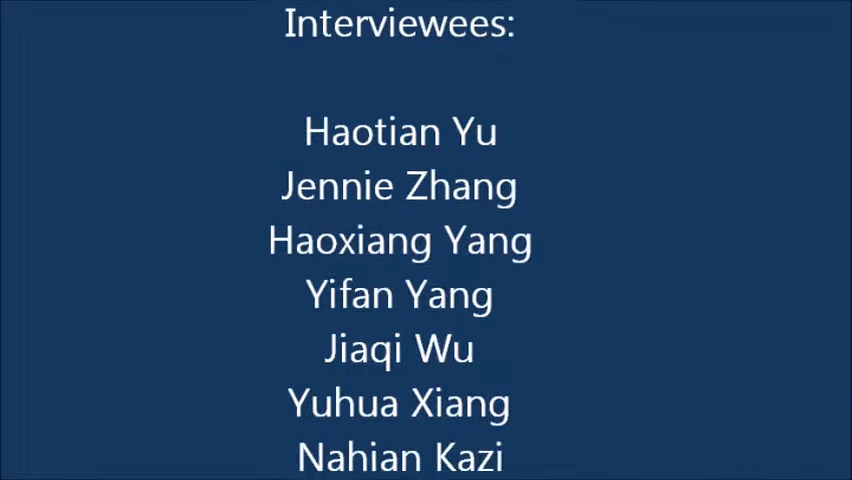 Interviewees:
Haotian Yu
Jennie Zhang
Haoxiang Yang
Yifan Yang
Jiaqi Wu
Yuhua Xiang
Nahian Kazi